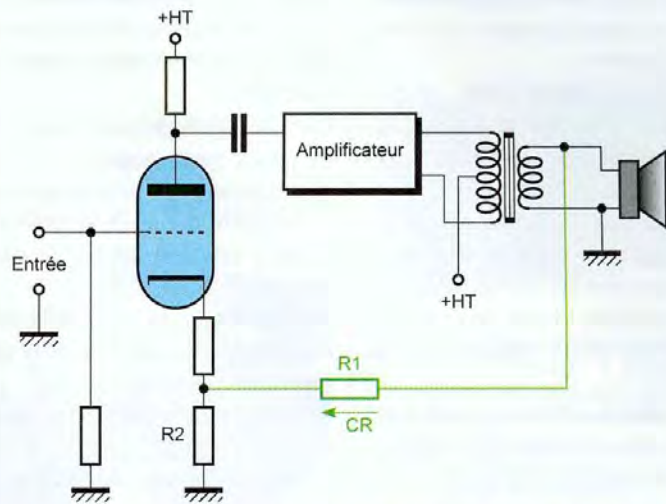 +HT
Amplificateur
Entrée
+HT
R1
CR
R2